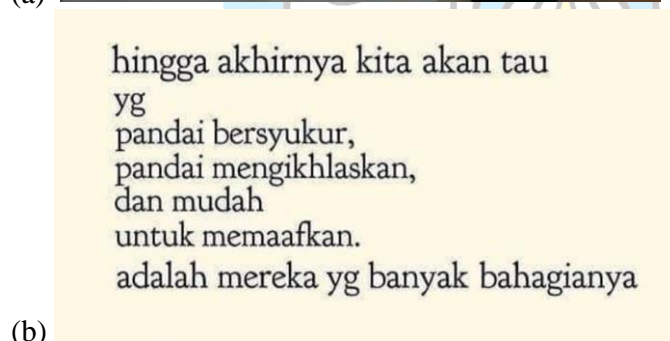 (a)
hingga akhirnya kita akan tau
yg
pandai bersyukur,
pandai mengikhlaskan,
dan mudah
untuk memaafkan.
adalah mereka yg banyak bahagianya
(b)